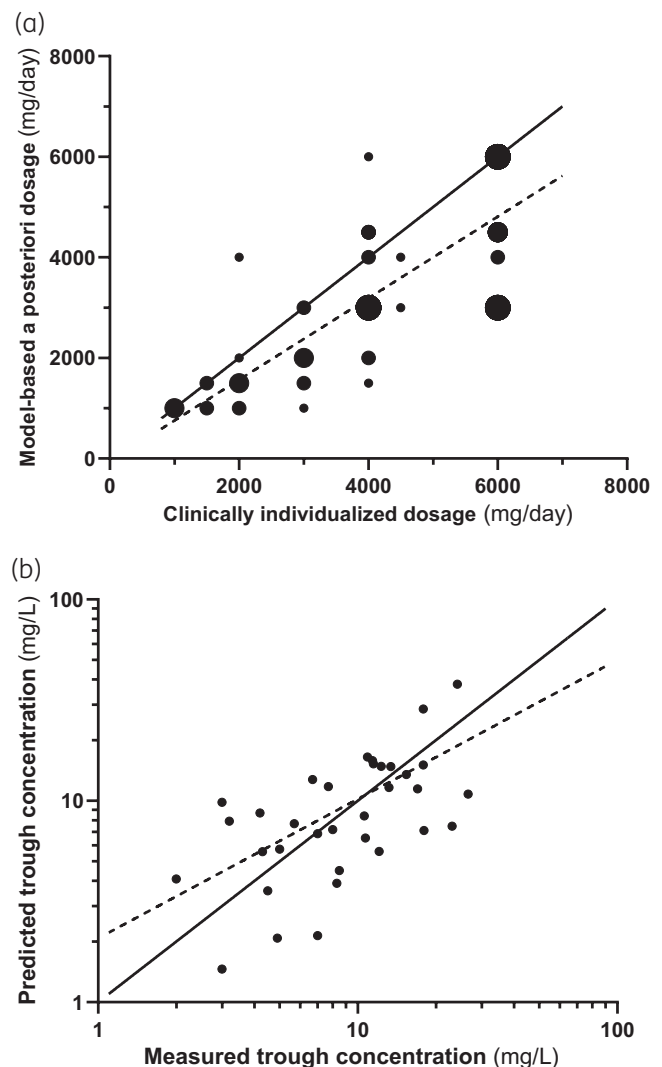 (a)
8000
6000
4000
2000
0
0 2000 4000 6000 8000
Model-based a posteriori dosage (mg/day)
Clinically individualized dosage (mg/day)
(b)
100
10
1
1 10 100
Predicted trough concentration (mg/L)
Measured trough concentration (mg/L)